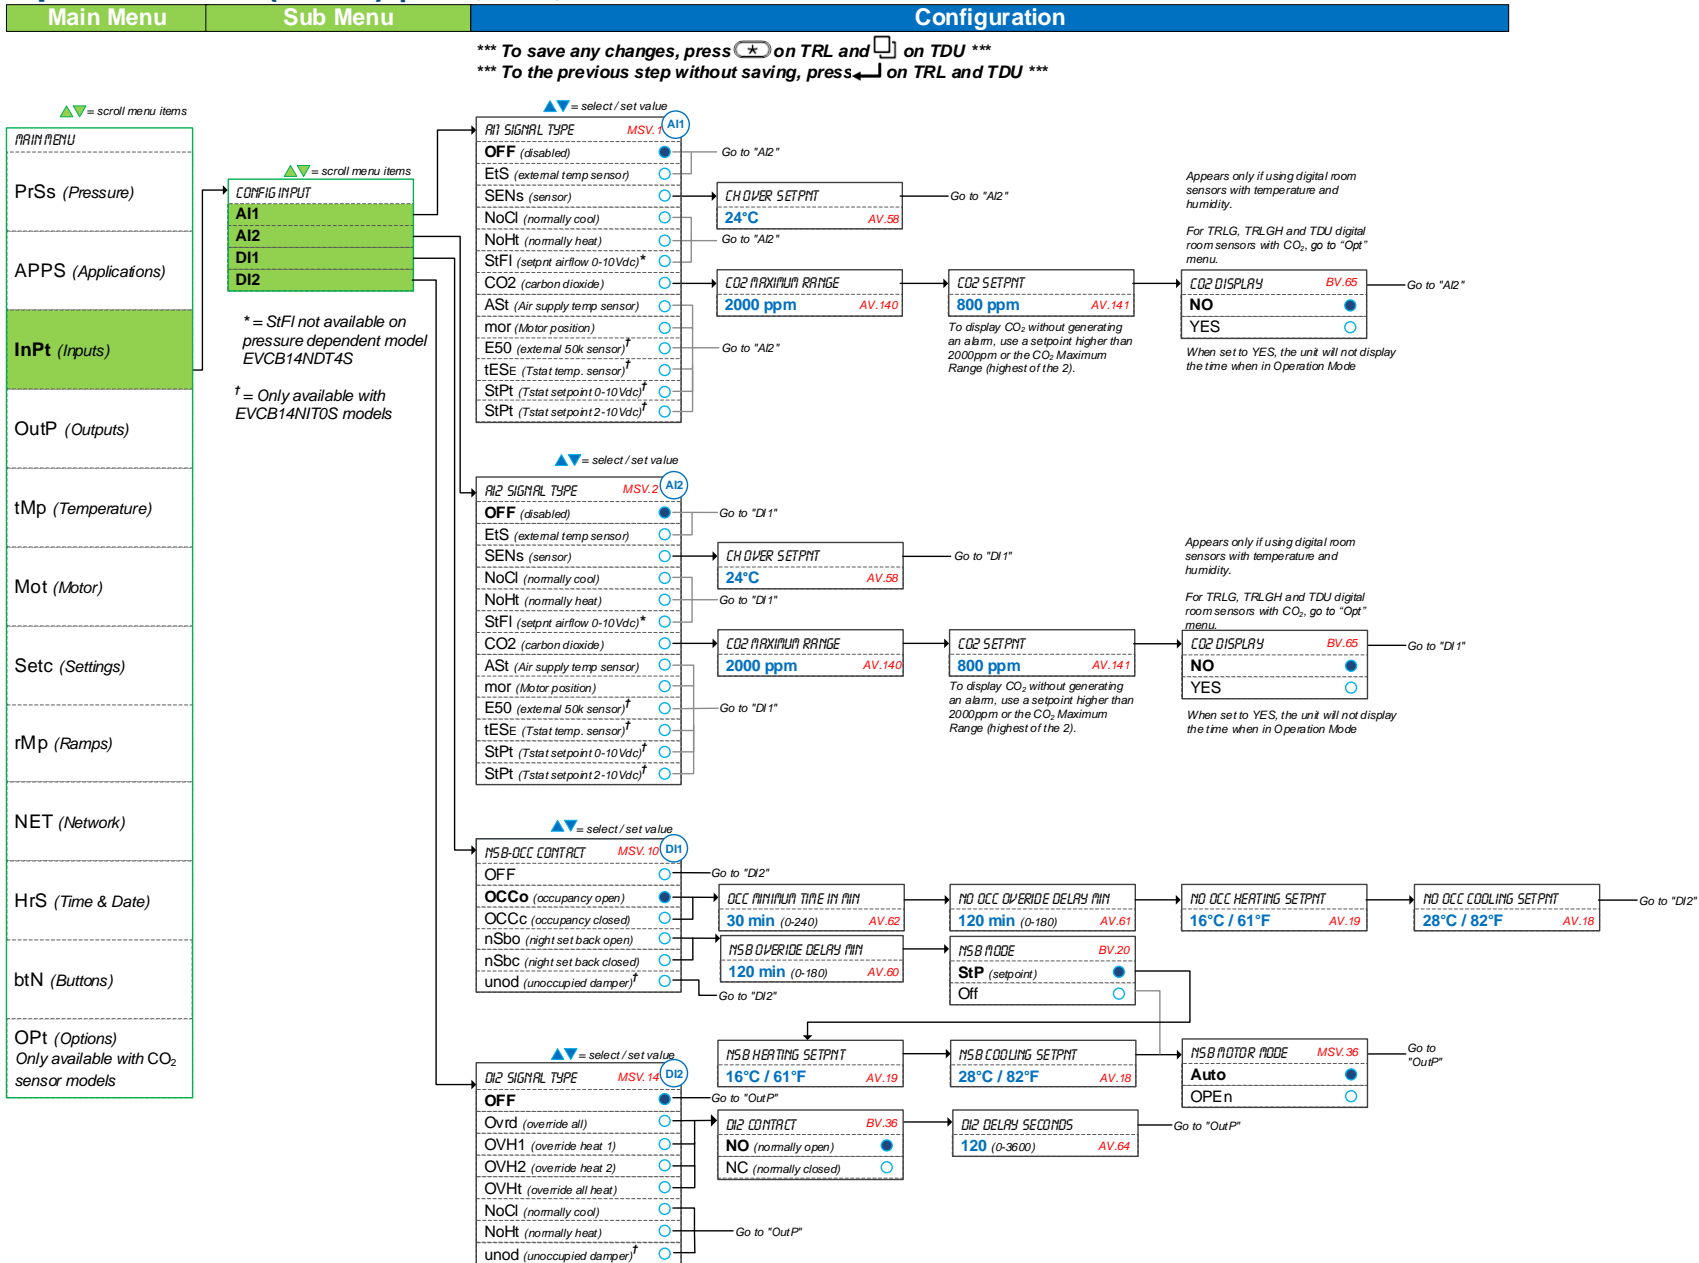 Main Menu
Sub Menu
Configuration
*** To save any changes, press on TRL and on TDU ***
*** To the previous step without saving, press on TRL and TDU ***
= scroll menu items
MAIN MENU
PrSs (Pressure)
APPS (Applications)
InPt (Inputs)
OutP (Outputs)
tMp (Temperature)
Mot (Motor)
Setc (Settings)
rMp (Ramps)
NET (Network)
HrS (Time & Date)
btN (Buttons)
OPt (Options)
Only available with CO₂
sensor models
= scroll menu items
CONFIG INPUT
AI1
AI2
DI1
DI2
* = StFl not available on
pressure dependent model
EVCB14NDT4S
† = Only available with
EVCB14NIT0S models
= select / set value
AI1 SIGNAL TYPE MSV.1 AI1
OFF (disabled)
EtS (external temp sensor)
SENs (sensor)
NoCl (normally cool)
NoHt (normally heat)
StFl (setpnt airflow 0-10Vdc)*
CO2 (carbon dioxide)
ASt (Air supply temp sensor)
mor (Motor position)
E50 (external 50k sensor)†
tESE (Tstat temp. sensor)†
StPt (Tstat setpoint 0-10Vdc)†
StPt (Tstat setpoint 2-10Vdc)†
Go to "AI2"
CH OVER SETPNT
24°C AV.58
Go to "AI2"
Go to "AI2"
CO2 MAXIMUM RANGE
2000 ppm AV.140
CO2 SETPNT
800 ppm AV.141
To display CO₂ without generating
an alarm, use a setpoint higher than
2000ppm or the CO₂ Maximum
Range (highest of the 2).
Appears only if using digital room
sensors with temperature and
humidity.
For TRLG, TRLGH and TDU digital
room sensors with CO₂, go to "Opt"
menu.
CO2 DISPLAY BV.65
NO
YES
When set to YES, the unit will not display
the time when in Operation Mode
Go to "AI2"
Go to "AI2"
= select / set value
AI2 SIGNAL TYPE MSV.2 AI2
OFF (disabled)
EtS (external temp sensor)
SENs (sensor)
NoCl (normally cool)
NoHt (normally heat)
StFl (setpnt airflow 0-10Vdc)*
CO2 (carbon dioxide)
ASt (Air supply temp sensor)
mor (Motor position)
E50 (external 50k sensor)†
tESE (Tstat temp. sensor)†
StPt (Tstat setpoint 0-10Vdc)†
StPt (Tstat setpoint 2-10Vdc)†
Go to "DI1"
CH OVER SETPNT
24°C AV.58
Go to "DI1"
Go to "DI1"
CO2 MAXIMUM RANGE
2000 ppm AV.140
CO2 SETPNT
800 ppm AV.141
To display CO₂ without generating
an alarm, use a setpoint higher than
2000ppm or the CO₂ Maximum
Range (highest of the 2).
Appears only if using digital room
sensors with temperature and
humidity.
For TRLG, TRLGH and TDU digital
room sensors with CO₂, go to "Opt"
menu.
CO2 DISPLAY BV.65
NO
YES
When set to YES, the unit will not display
the time when in Operation Mode
Go to "DI1"
Go to "DI1"
= select / set value
NSB-OCC CONTACT MSV.10 DI1
OFF
OCCo (occupancy open)
OCCc (occupancy closed)
nSbo (night set back open)
nSbc (night set back closed)
unod (unoccupied damper)†
Go to "DI2"
OCC MINIMUM TIME IN MIN
30 min (0-240) AV.62
NO OCC OVERIDE DELAY MIN
120 min (0-180) AV.61
NO OCC HEATING SETPNT
16°C / 61°F AV.19
NO OCC COOLING SETPNT
28°C / 82°F AV.18
Go to "DI2"
NSB OVERIDE DELAY MIN
120 min (0-180) AV.60
NSB MODE BV.20
StP (setpoint)
Off
Go to "DI2"
NSB HEATING SETPNT
16°C / 61°F AV.19
NSB COOLING SETPNT
28°C / 82°F AV.18
NSB MOTOR MODE MSV.36
Auto
OPEn
Go to
"OutP"
= select / set value
DI2 SIGNAL TYPE MSV.14 DI2
OFF
Ovrd (override all)
OVH1 (override heat 1)
OVH2 (override heat 2)
OVHt (override all heat)
NoCl (normally cool)
NoHt (normally heat)
unod (unoccupied damper)†
Go to "OutP"
DI2 CONTACT BV.36
NO (normally open)
NC (normally closed)
DI2 DELAY SECONDS
120 (0-3600) AV.64
Go to "OutP"
Go to "OutP"